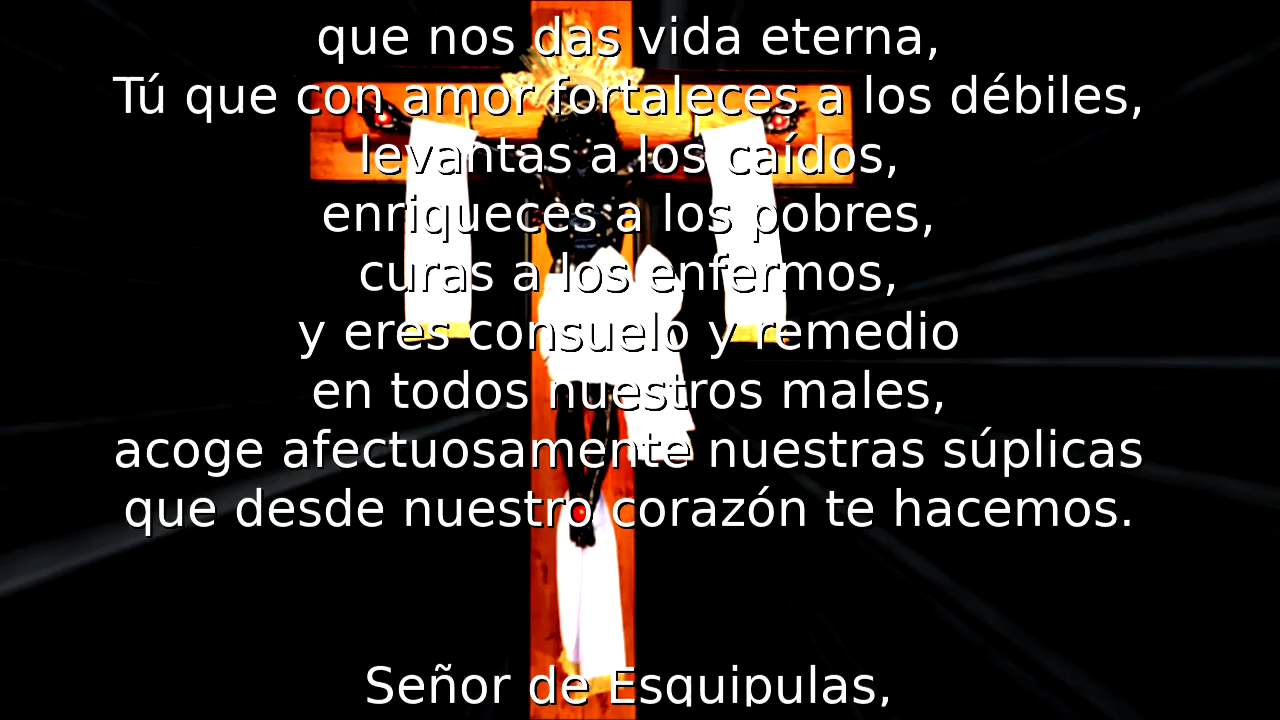 que nos das vida eterna,
Tú que con amor fortaleces a los débiles,
levantas a los caídos,
enriqueces a los pobres,
curas a los enfermos,
y eres consuelo y remedio
en todos nuestros males,
acoge afectuosamente nuestras súplicas
que desde nuestro corazón te hacemos.
Señor de Esquipulas,